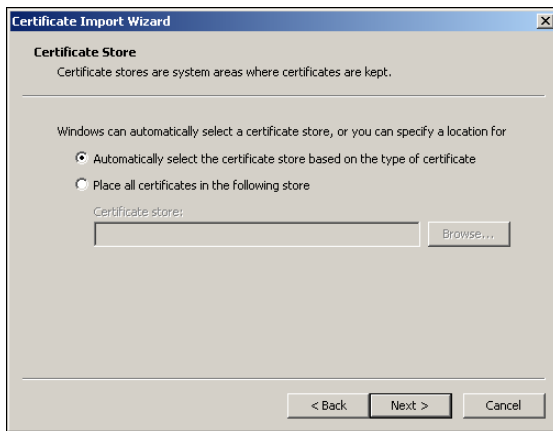 Certificate Import Wizard
Certificate Store
Certificate stores are system areas where certificates are kept.
Windows can automatically select a certificate store, or you can specify a location for
Automatically select the certificate store based on the type of certificate
Place all certificates in the following store
Certificate store:
Browse...
< Back Next > Cancel